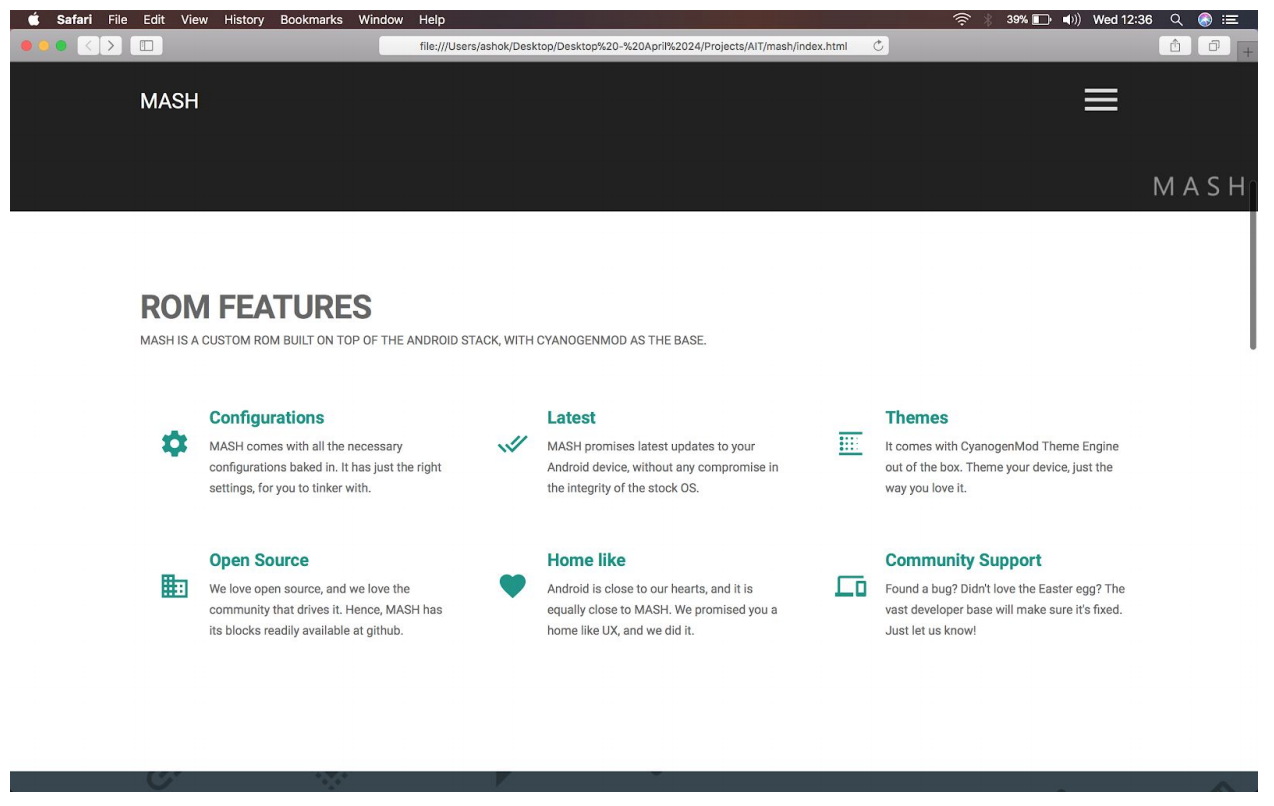 Safari File Edit View History Bookmarks Window Help 39% Wed 12:36
file:///Users/ashok/Desktop/Desktop%20-%20April%2024/Projects/AIT/mash/index.html
MASH
MASH
ROM FEATURES
MASH IS A CUSTOM ROM BUILT ON TOP OF THE ANDROID STACK, WITH CYANOGENMOD AS THE BASE.
Configurations
MASH comes with all the necessary
configurations baked in. It has just the right
settings, for you to tinker with.
Latest
MASH promises latest updates to your
Android device, without any compromise in
the integrity of the stock OS.
Themes
It comes with CyanogenMod Theme Engine
out of the box. Theme your device, just the
way you love it.
Open Source
We love open source, and we love the
community that drives it. Hence, MASH has
its blocks readily available at github.
Home like
Android is close to our hearts, and it is
equally close to MASH. We promised you a
home like UX, and we did it.
Community Support
Found a bug? Didn't love the Easter egg? The
vast developer base will make sure it's fixed.
Just let us know!